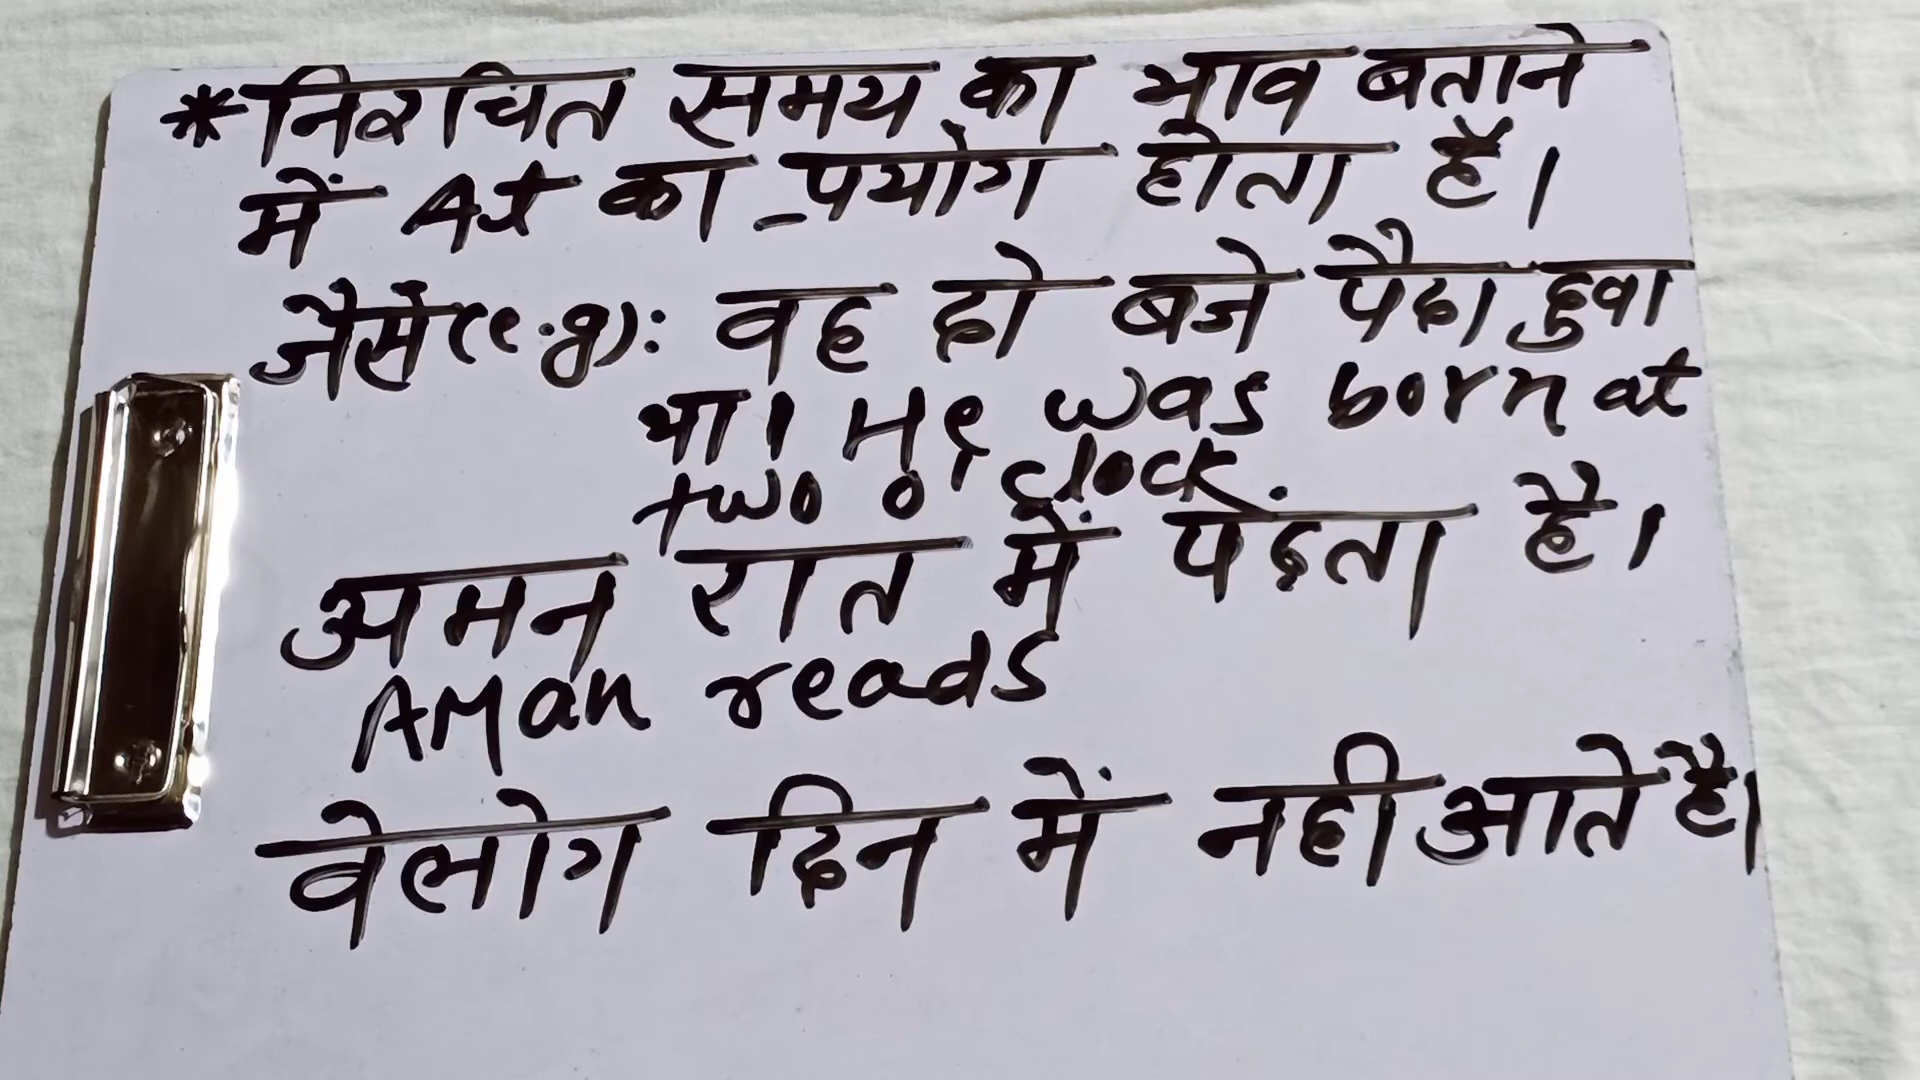 *निश्चित समय का भाव बताने
में At का प्रयोग होता है।
जैसे(e.g): वह दो बजे पैदा हुवा
था। He was born at
two o'clock.
अमन रात में पढ़ता है।
AMan reads
वेलोग दिन में नही आते है।